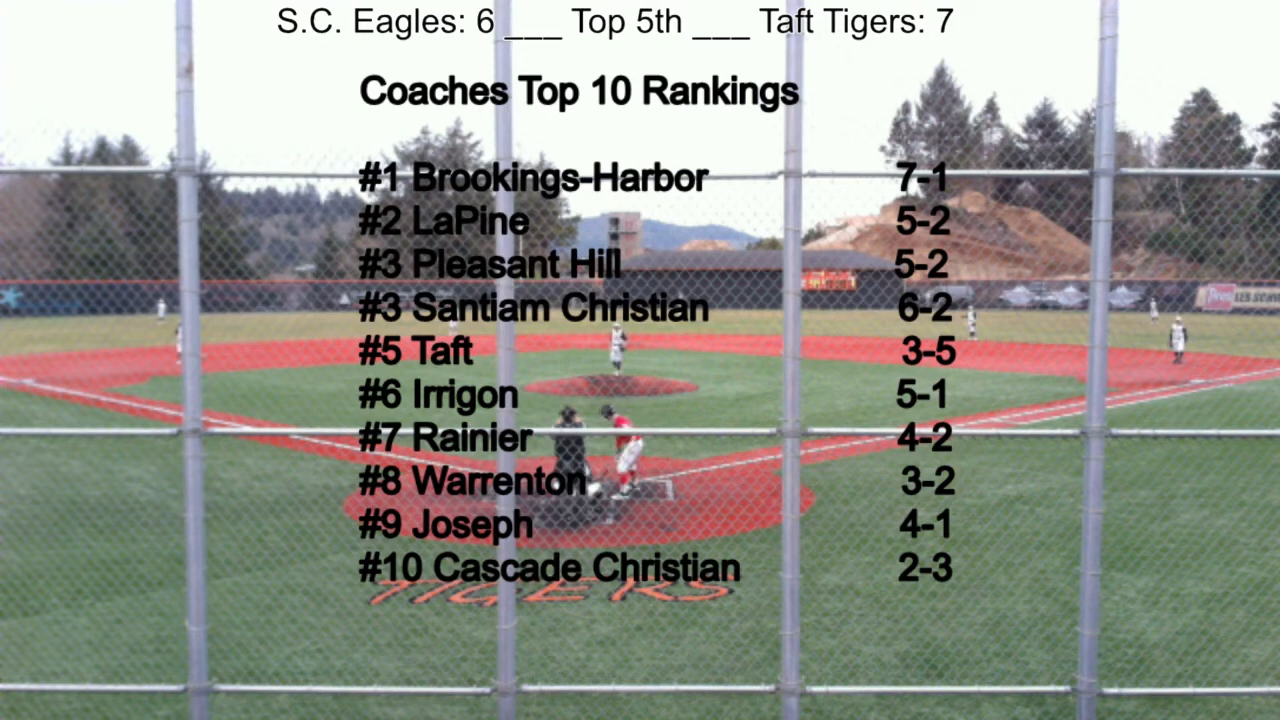 S.C. Eagles: 6 ___ Top 5th ___ Taft Tigers: 7
Coaches Top 10 Rankings
#1 Brookings-Harbor 7-1
#2 LaPine 5-2
#3 Pleasant Hill 5-2
#3 Santiam Christian 6-2
#5 Taft 3-5
#6 Irrigon 5-1
#7 Rainier 4-2
#8 Warrenton 3-2
#9 Joseph 4-1
#10 Cascade Christian 2-3
TIGERS